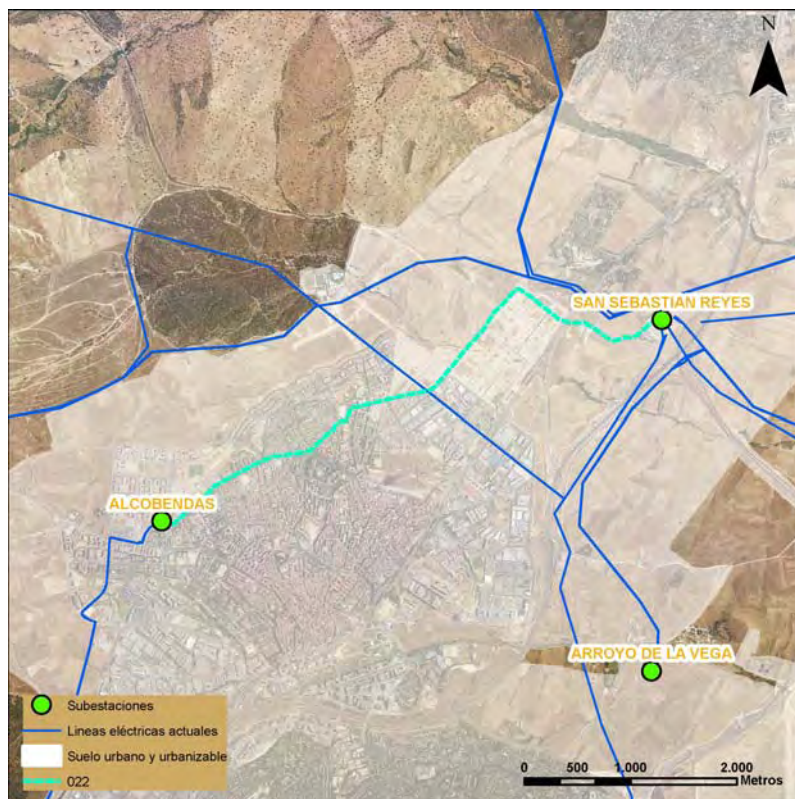 N
SAN SEBASTIAN REYES
ALCOBENDAS
ARROYO DE LA VEGA
Subestaciones
Lineas eléctricas actuales
Suelo urbano y urbanizable
022
0 500 1.000 2.000
Metros